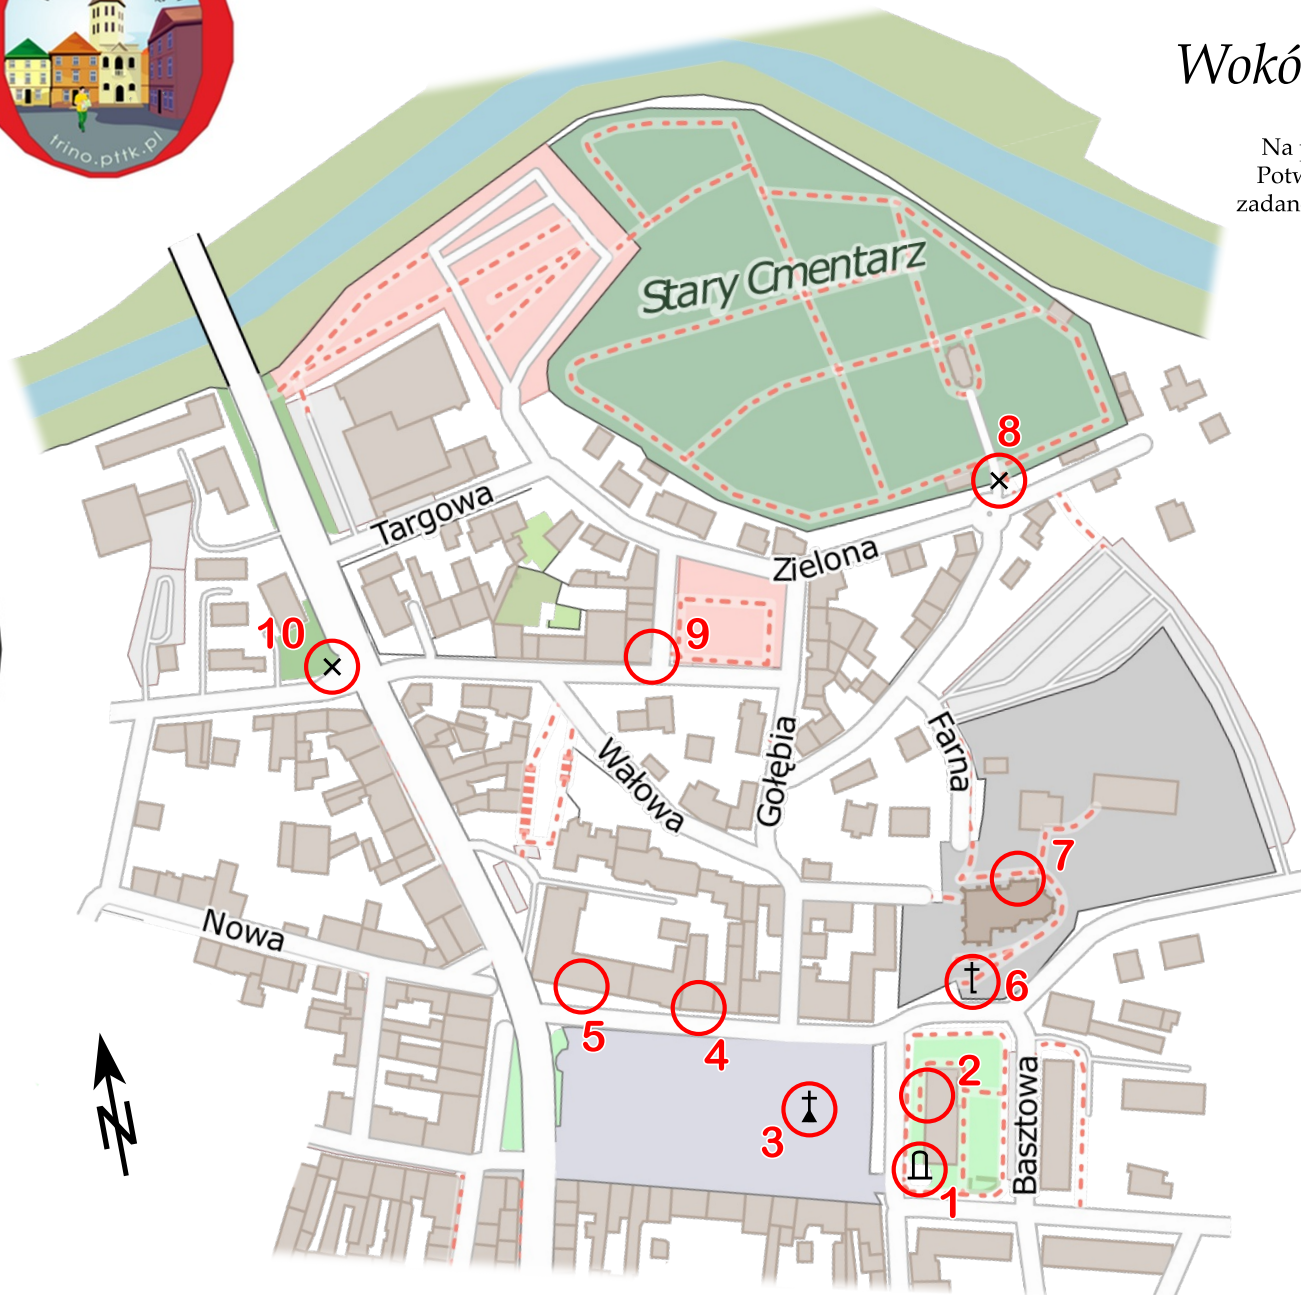 trino.pttk.pl
Wokó
Na
Potw
zadan
Stary Cmentarz
8
Targowa
Zielona
10
9
Farna
Gołębia
Wałowa
7
Nowa
6
5
4
2
Basztowa
3
1
N